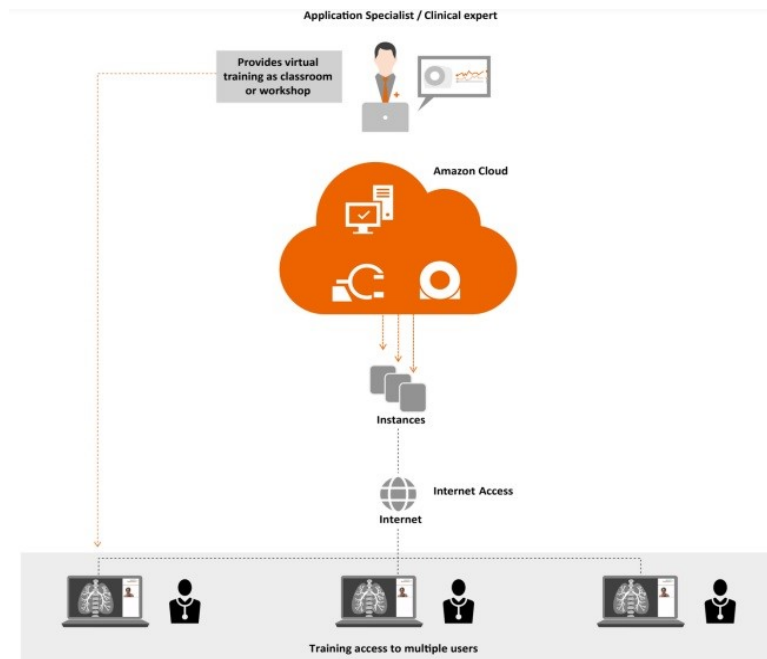 Application Specialist / Clinical expert
Provides virtual
training as classroom
or workshop
Amazon Cloud
Instances
Internet Access
Internet
Training access to multiple users